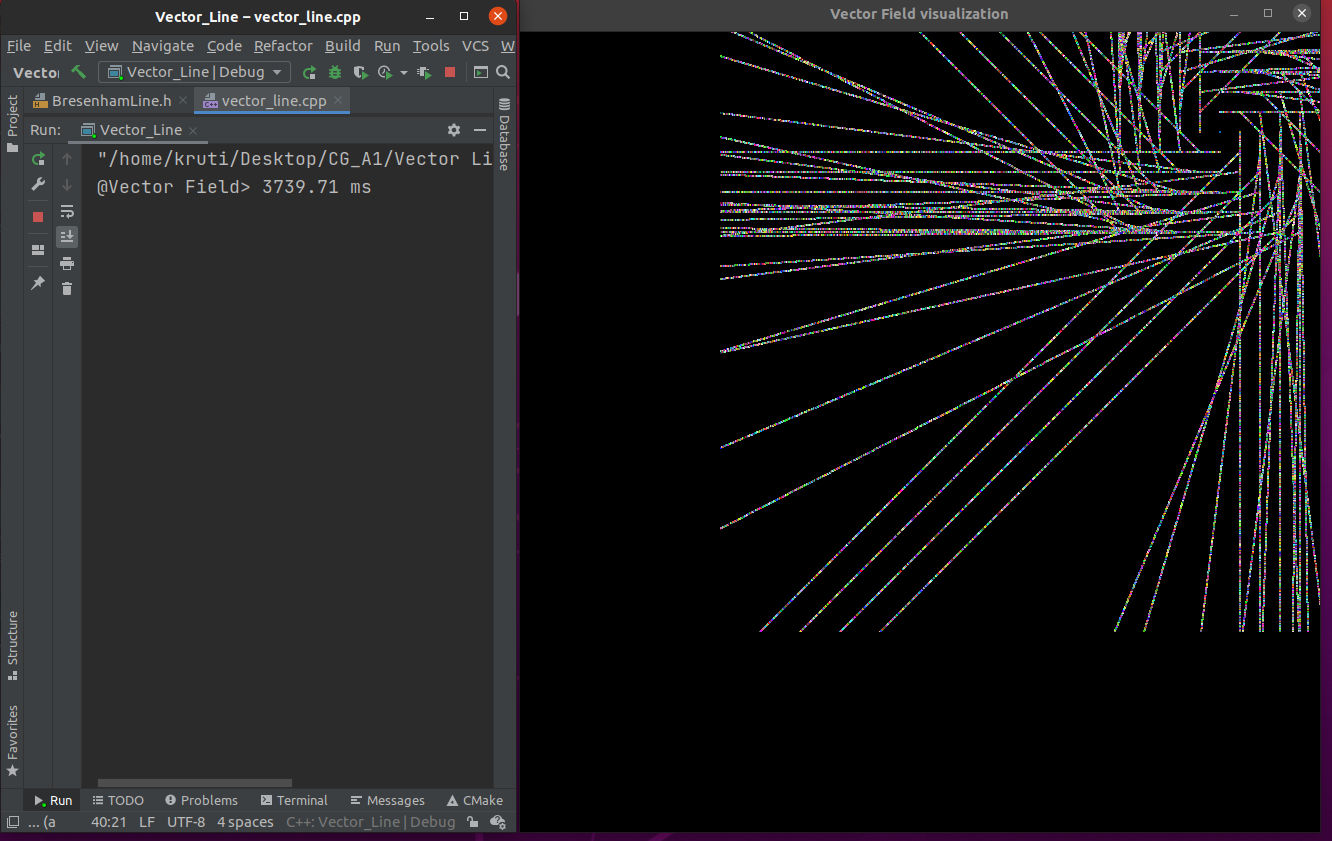 Vector_Line – vector_line.cpp
File Edit View Navigate Code Refactor Build Run Tools VCS W
Vecto Vector_Line | Debug
BresenhamLine.h vector_line.cpp
Run: Vector_Line
"/home/kruti/Desktop/CG_A1/Vector Li
@Vector Field> 3739.71 ms
Project
Structure
Favorites
Database
Run TODO Problems Terminal Messages CMake
... (a 40:21 LF UTF-8 4 spaces C++: Vector_Line | Debug
Vector Field visualization